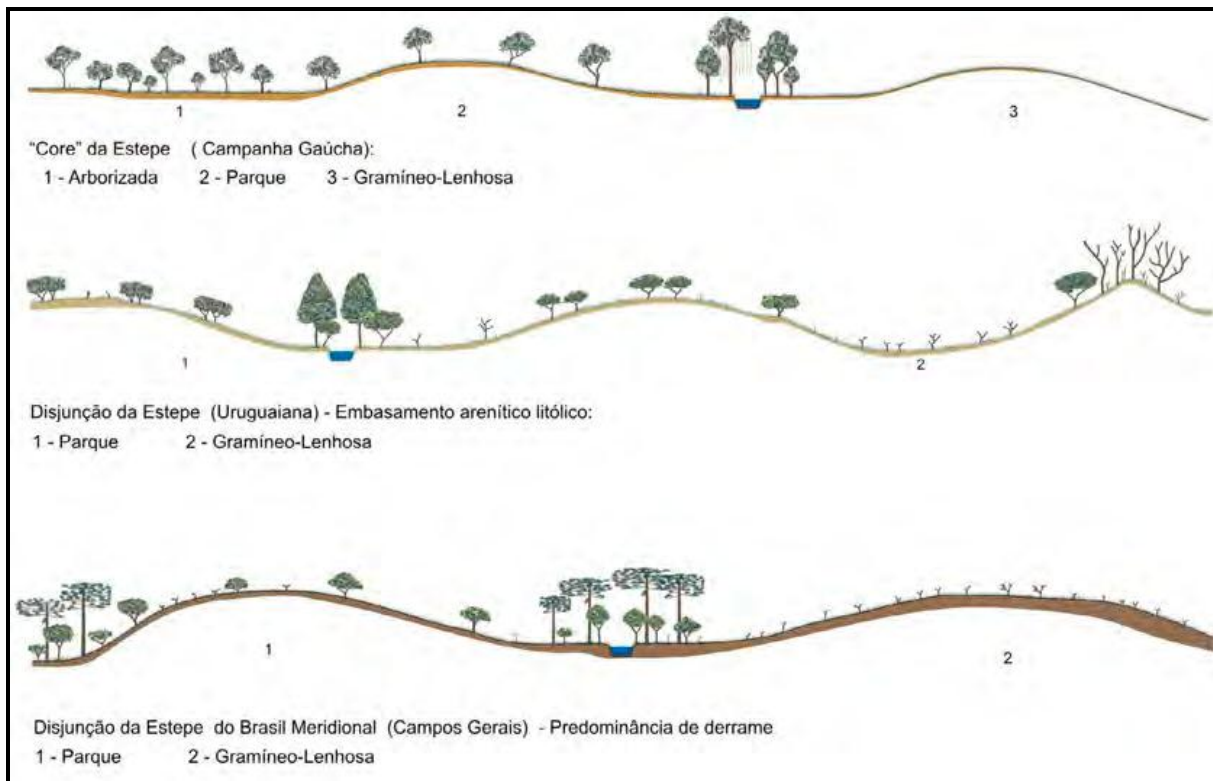 1 2 3
"Core" da Estepe ( Campanha Gaúcha):
1 - Arborizada 2 - Parque 3 - Gramíneo-Lenhosa
1 2
Disjunção da Estepe (Uruguaiana) - Embasamento arenítico litólico:
1 - Parque 2 - Gramíneo-Lenhosa
1 2
Disjunção da Estepe do Brasil Meridional (Campos Gerais) - Predominância de derrame
1 - Parque 2 - Gramíneo-Lenhosa